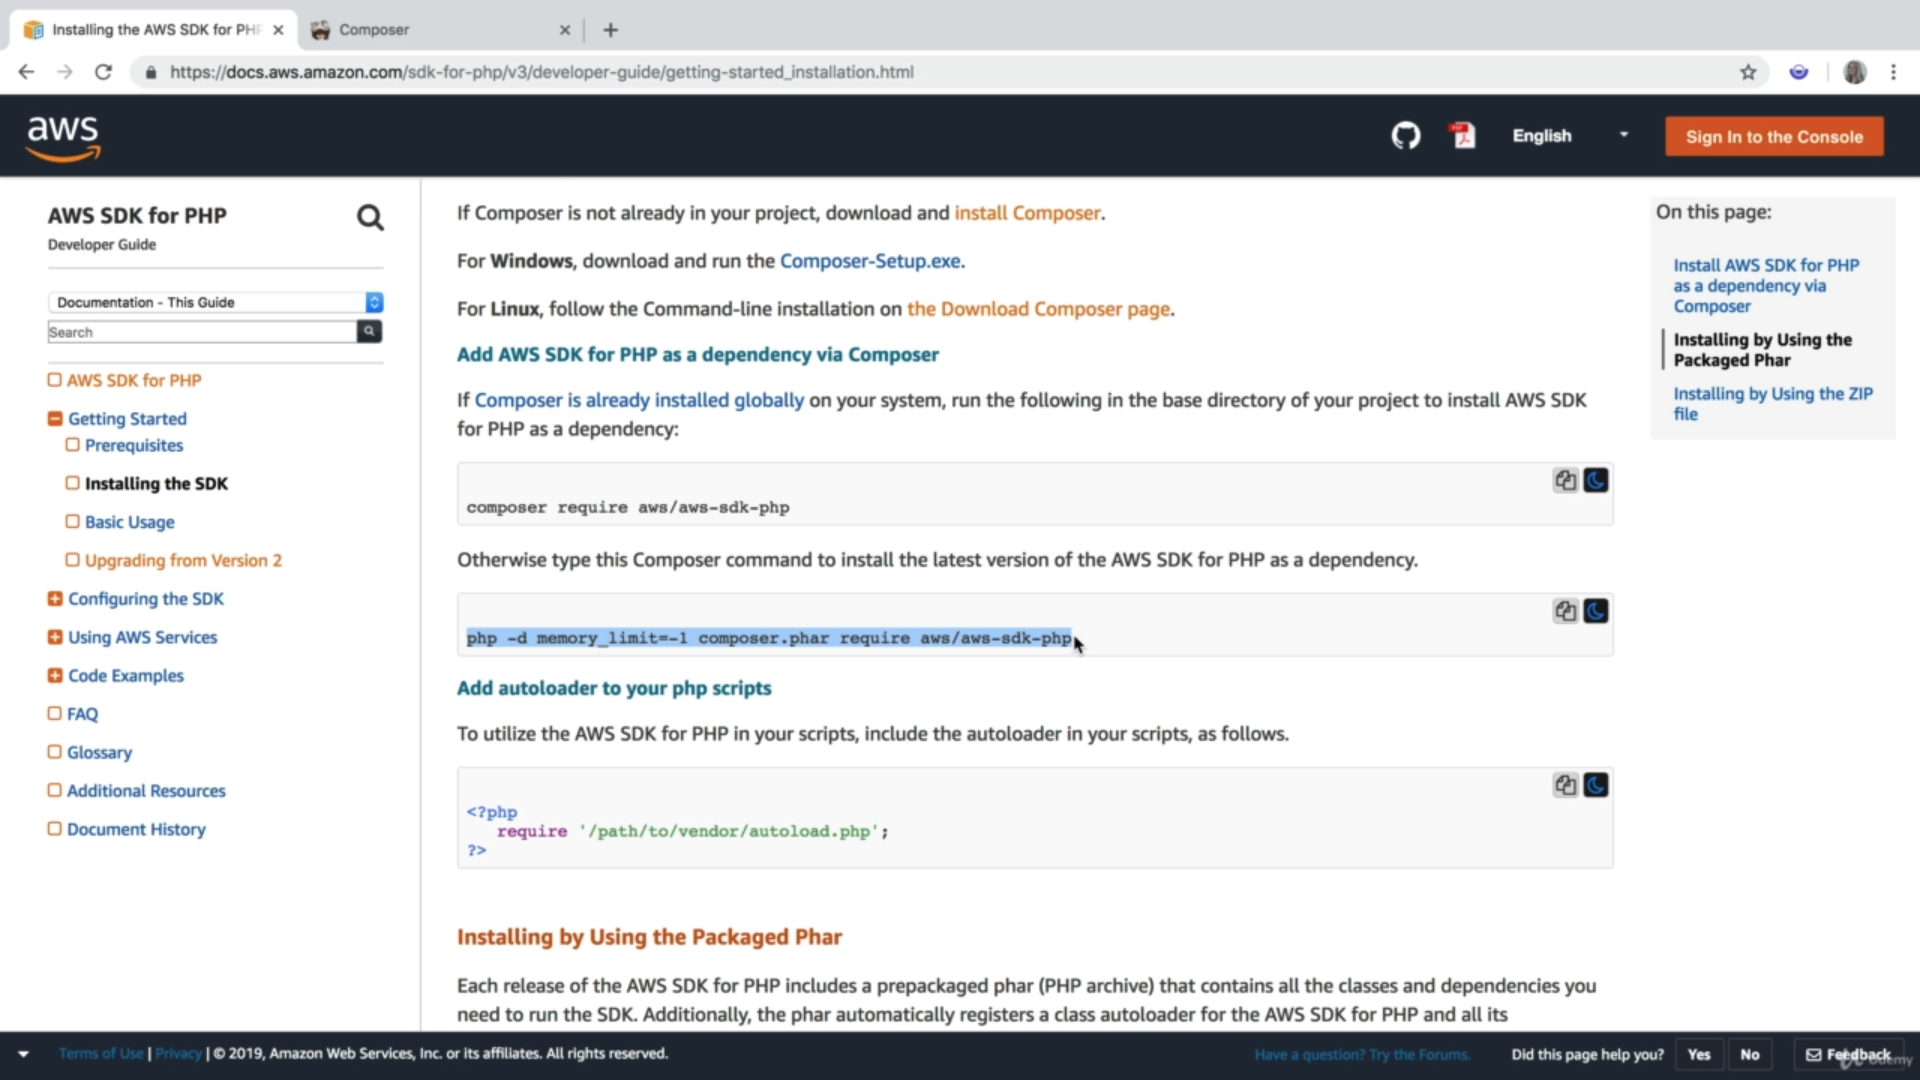 Installing the AWS SDK for PHP
Composer
https://docs.aws.amazon.com/sdk-for-php/v3/developer-guide/getting-started_installation.html
aws
English
Sign In to the Console
AWS SDK for PHP
Developer Guide
Documentation - This Guide
Search
AWS SDK for PHP
Getting Started
Prerequisites
Installing the SDK
Basic Usage
Upgrading from Version 2
Configuring the SDK
Using AWS Services
Code Examples
FAQ
Glossary
Additional Resources
Document History
If Composer is not already in your project, download and install Composer.
For Windows, download and run the Composer-Setup.exe.
For Linux, follow the Command-line installation on the Download Composer page.
Add AWS SDK for PHP as a dependency via Composer
If Composer is already installed globally on your system, run the following in the base directory of your project to install AWS SDK
for PHP as a dependency:
composer require aws/aws-sdk-php
Otherwise type this Composer command to install the latest version of the AWS SDK for PHP as a dependency.
php -d memory_limit=-1 composer.phar require aws/aws-sdk-php
Add autoloader to your php scripts
To utilize the AWS SDK for PHP in your scripts, include the autoloader in your scripts, as follows.
<?php
require '/path/to/vendor/autoload.php';
?>
Installing by Using the Packaged Phar
Each release of the AWS SDK for PHP includes a prepackaged phar (PHP archive) that contains all the classes and dependencies you
need to run the SDK. Additionally, the phar automatically registers a class autoloader for the AWS SDK for PHP and all its
On this page:
Install AWS SDK for PHP
as a dependency via
Composer
Installing by Using the
Packaged Phar
Installing by Using the ZIP
file
Terms of Use | Privacy | © 2019, Amazon Web Services, Inc. or its affiliates. All rights reserved.
Have a question? Try the Forums.
Did this page help you?
Yes
No
Feedback
Udemy